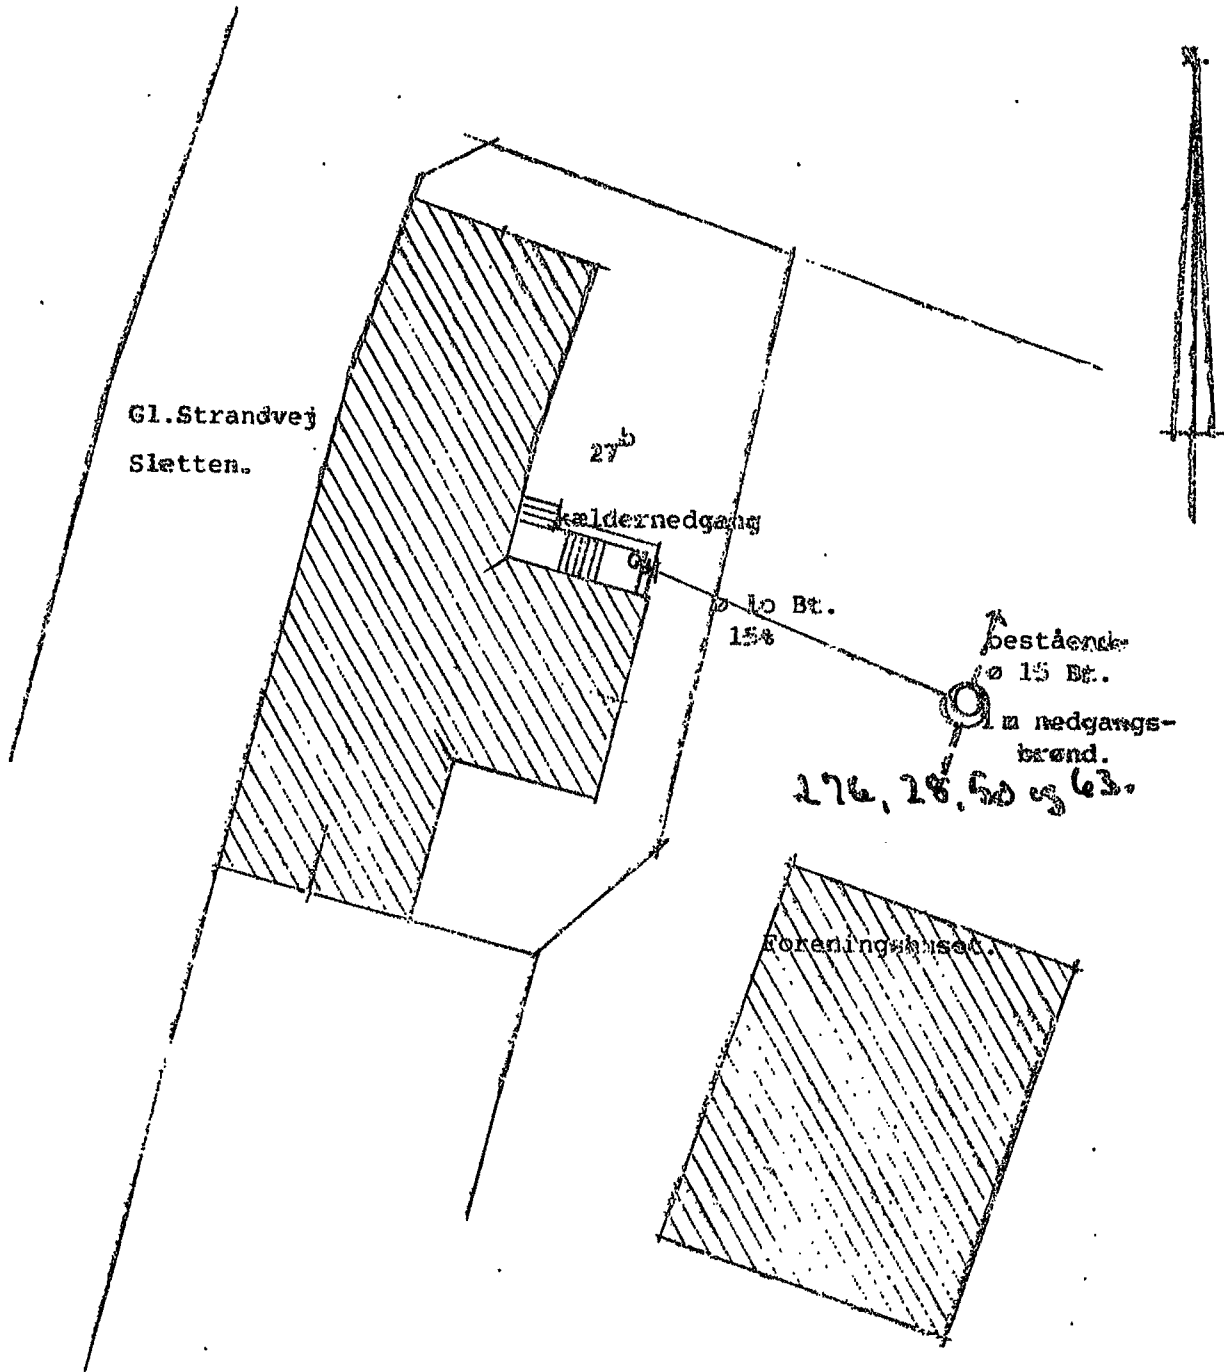 N.
Gl.Strandvej
Sletten.
27b
kældernedgang
ø 10 Bt.
15%
bestående
ø 15 Bt.
1 m nedgangs-
brønd.
28, 50 og 63.
Foreningshuset.